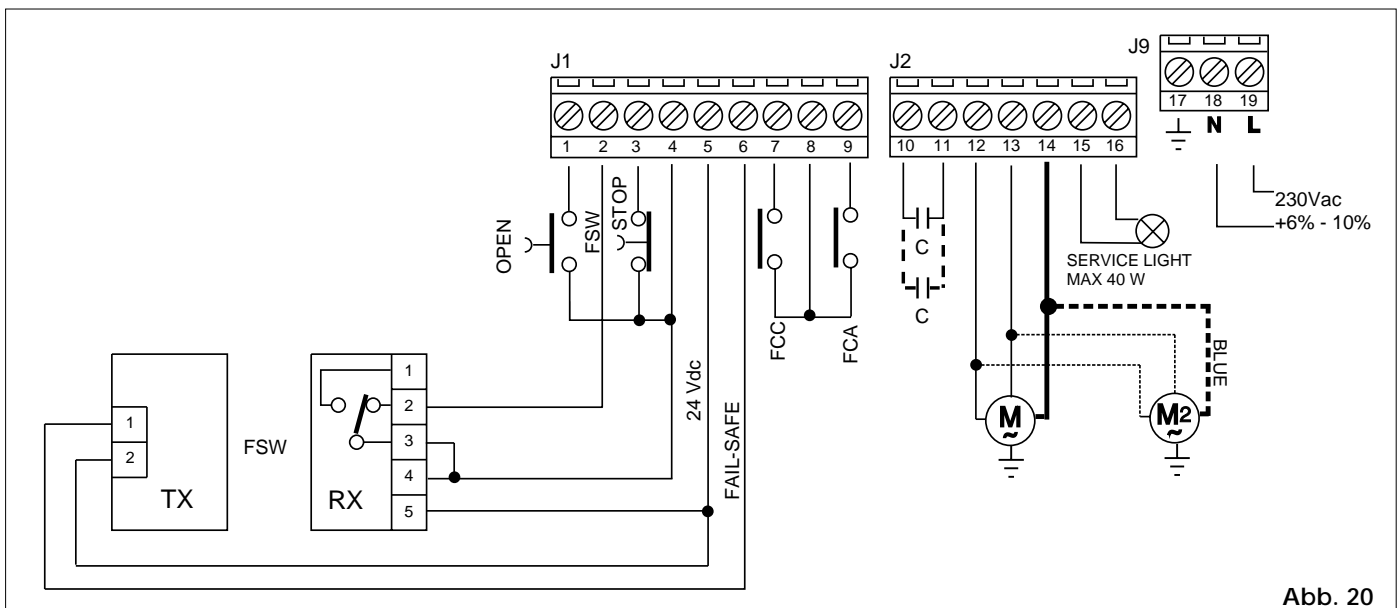 J1
J2
J9
1 2 3 4 5 6 7 8 9
10 11 12 13 14 15 16
17 18 19
N L
230Vac
+6% - 10%
OPEN
FSW
STOP
FCC
FCA
C
C
SERVICE LIGHT
MAX 40 W
24 Vdc
FAIL-SAFE
BLUE
M
~
M2
~
1
2
TX
FSW
RX
1
2
3
4
5
Abb. 20